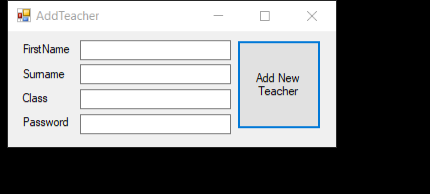 AddTeacher
FirstName
Surname
Class
Password
Add New
Teacher